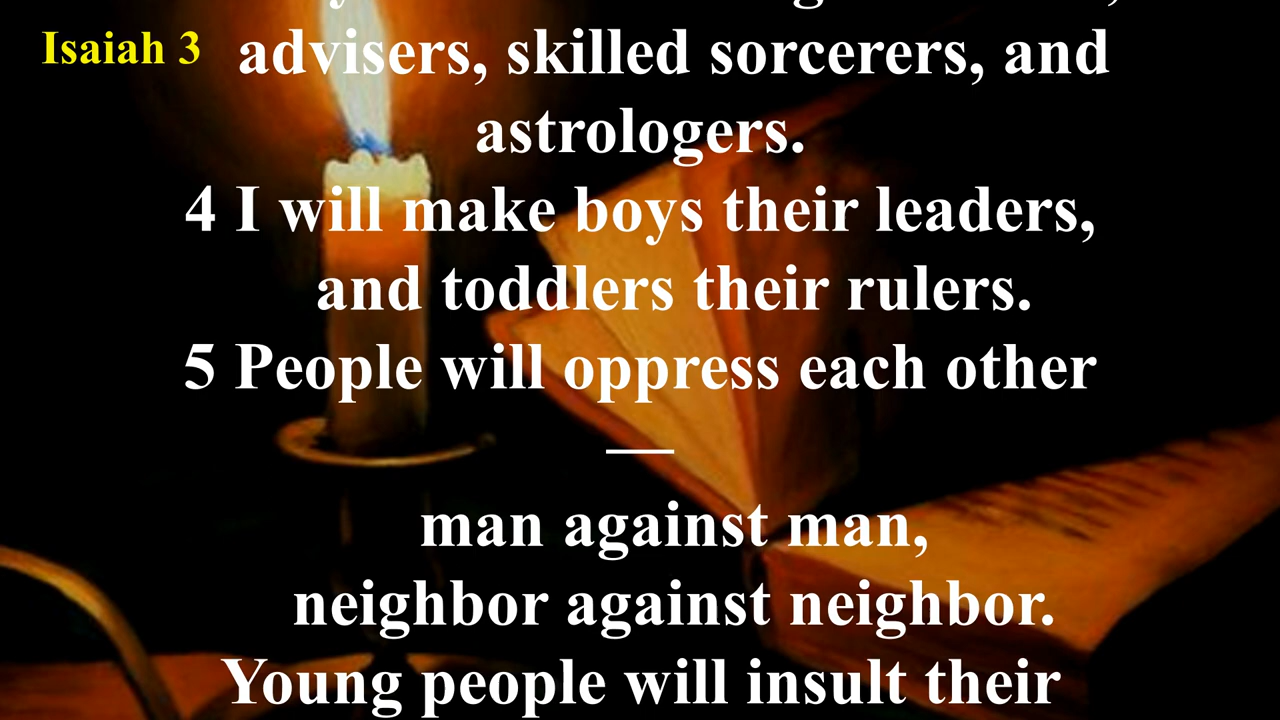 Isaiah 3
advisers, skilled sorcerers, and
astrologers.
4 I will make boys their leaders,
and toddlers their rulers.
5 People will oppress each other
—
man against man,
neighbor against neighbor.
Young people will insult their